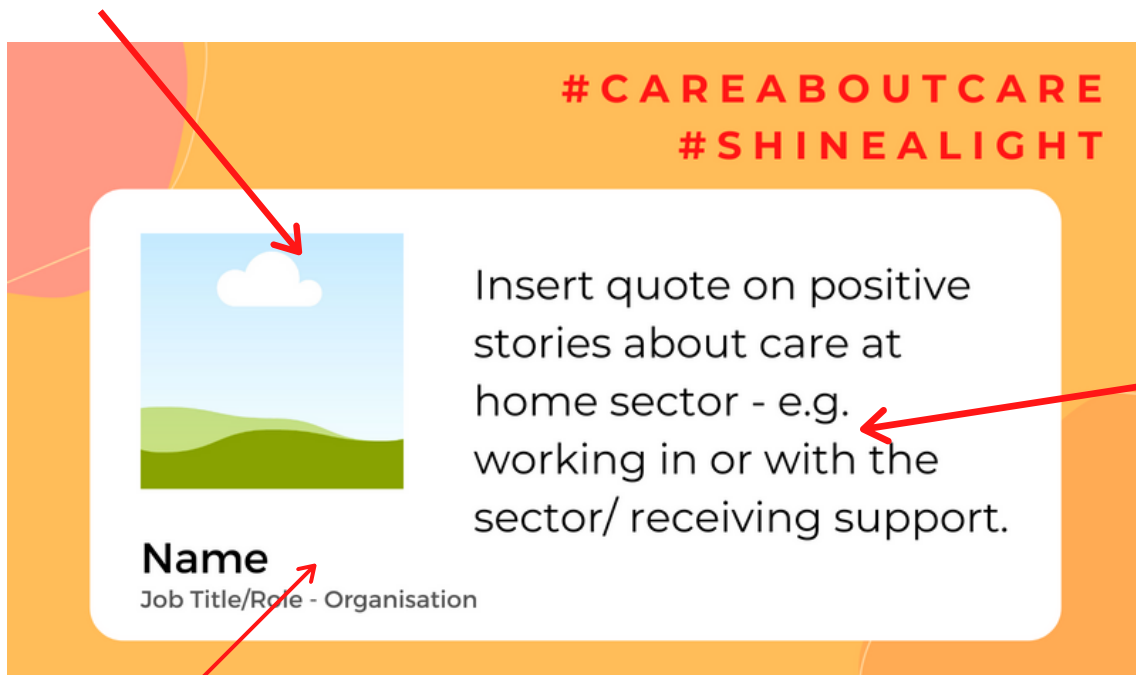 #CAREABOUTCARE
#SHINEALIGHT
Insert quote on positive
stories about care at
home sector - e.g.
working in or with the
sector/ receiving support.
Name
Job Title/Role - Organisation